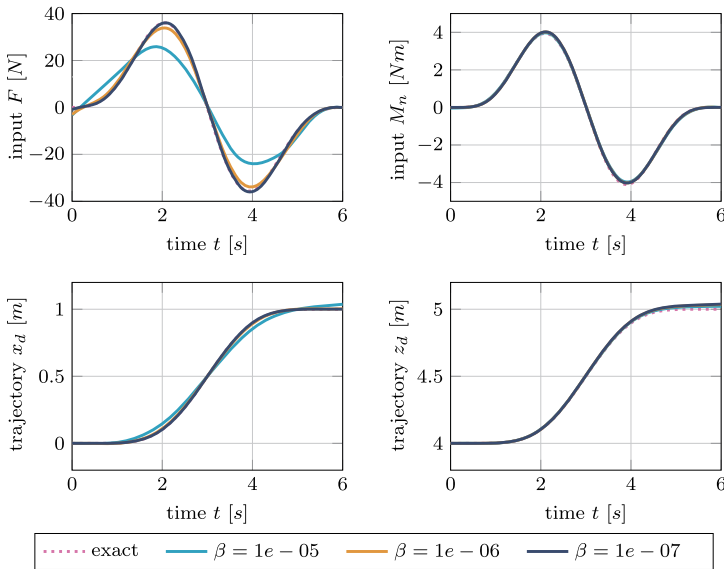 40
20
0
−20
−40
0 2 4 6
input F [N]
time t [s]
4
2
0
−2
−4
0 2 4 6
input Mₙ [Nm]
time t [s]
1
0.5
0
0 2 4 6
trajectory x_d [m]
time t [s]
5
4.5
4
0 2 4 6
trajectory z_d [m]
time t [s]
exact β = 1e − 05 β = 1e − 06 β = 1e − 07